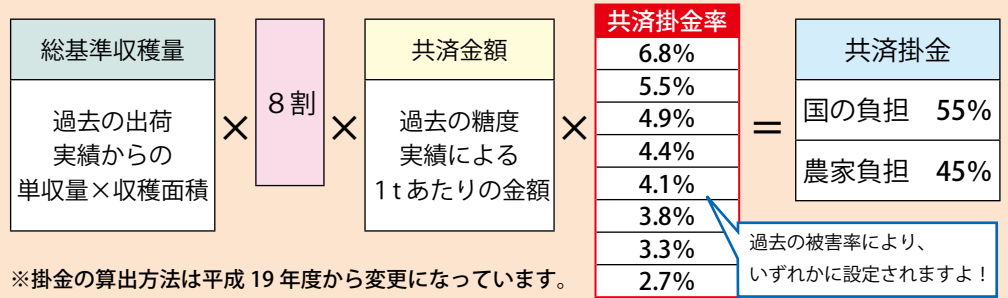 総基準収穫量
過去の出荷
実績からの
単収量×収穫面積
×
８割
×
共済金額
過去の糖度
実績による
1tあたりの金額
×
共済掛金率
6.8%
5.5%
4.9%
4.4%
4.1%
3.8%
3.3%
2.7%
＝
共済掛金
国の負担 55%
農家負担 45%
過去の被害率により、
いずれかに設定されますよ！
※掛金の算出方法は平成19年度から変更になっています。